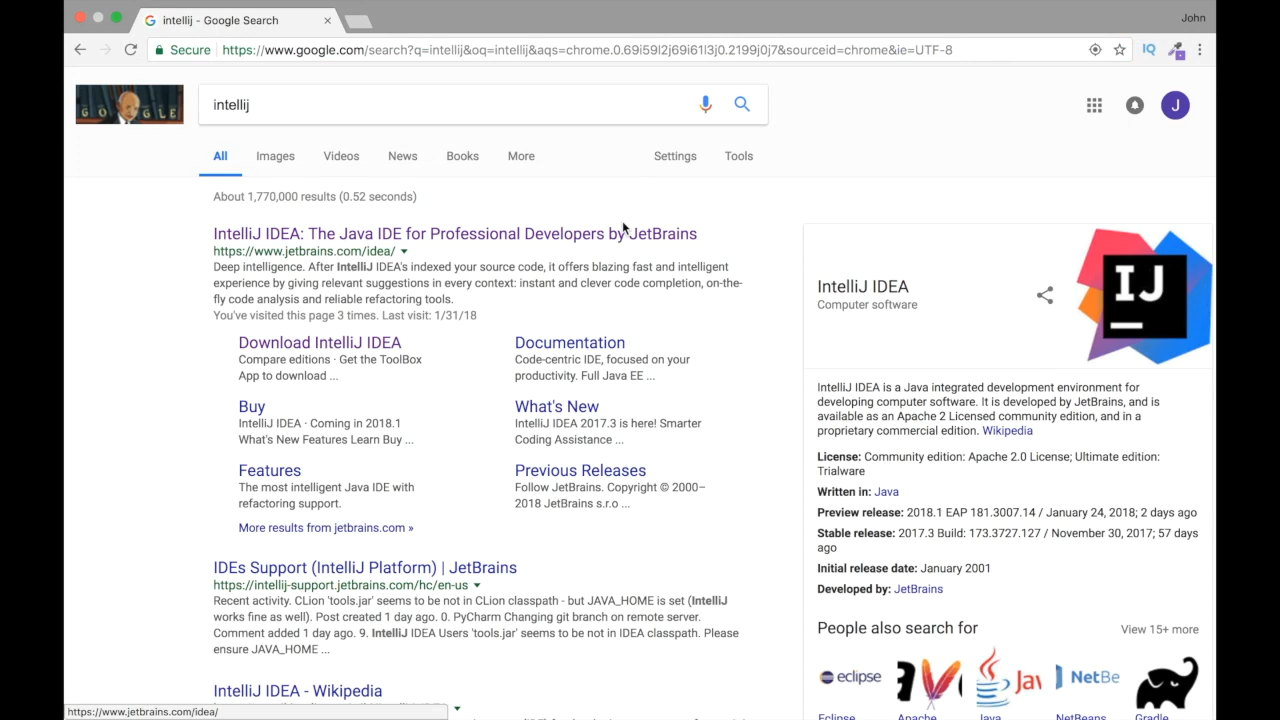 intellij - Google Search
John
Secure
https://www.google.com/search?q=intellij&oq=intellij&aqs=chrome.0.69i59l2j69i61l3j0.2199j0j7&sourceid=chrome&ie=UTF-8
IQ
GOOGLE
intellij
J
All
Images
Videos
News
Books
More
Settings
Tools
About 1,770,000 results (0.52 seconds)
IntelliJ IDEA: The Java IDE for Professional Developers by JetBrains
https://www.jetbrains.com/idea/
Deep intelligence. After IntelliJ IDEA's indexed your source code, it offers blazing fast and intelligent
experience by giving relevant suggestions in every context: instant and clever code completion, on-the-
fly code analysis and reliable refactoring tools.
You've visited this page 3 times. Last visit: 1/31/18
Download IntelliJ IDEA
Compare editions · Get the ToolBox
App to download ...
Documentation
Code-centric IDE, focused on your
productivity. Full Java EE ...
Buy
IntelliJ IDEA · Coming in 2018.1
What's New Features Learn Buy ...
What's New
IntelliJ IDEA 2017.3 is here! Smarter
Coding Assistance ...
Features
The most intelligent Java IDE with
refactoring support.
Previous Releases
Follow JetBrains. Copyright © 2000–
2018 JetBrains s.r.o ...
More results from jetbrains.com »
IDEs Support (IntelliJ Platform) | JetBrains
https://intellij-support.jetbrains.com/hc/en-us
Recent activity. CLion 'tools.jar' seems to be not in CLion classpath - but JAVA_HOME is set (IntelliJ
works fine as well). Post created 1 day ago. 0. PyCharm Changing git branch on remote server.
Comment added 1 day ago. 9. IntelliJ IDEA Users 'tools.jar' seems to be not in IDEA classpath. Please
ensure JAVA_HOME ...
IntelliJ IDEA - Wikipedia
https://www.jetbrains.com/idea/
IntelliJ IDEA
Computer software
IJ
IntelliJ IDEA is a Java integrated development environment for
developing computer software. It is developed by JetBrains, and is
available as an Apache 2 Licensed community edition, and in a
proprietary commercial edition. Wikipedia
License: Community edition: Apache 2.0 License; Ultimate edition:
Trialware
Written in: Java
Preview release: 2018.1 EAP 181.3007.14 / January 24, 2018; 2 days ago
Stable release: 2017.3 Build: 173.3727.127 / November 30, 2017; 57 days
ago
Initial release date: January 2001
Developed by: JetBrains
People also search for
View 15+ more
eclipse
Jav
NetBe
Eclipse
Apache
Java
NetBeans
Gradle